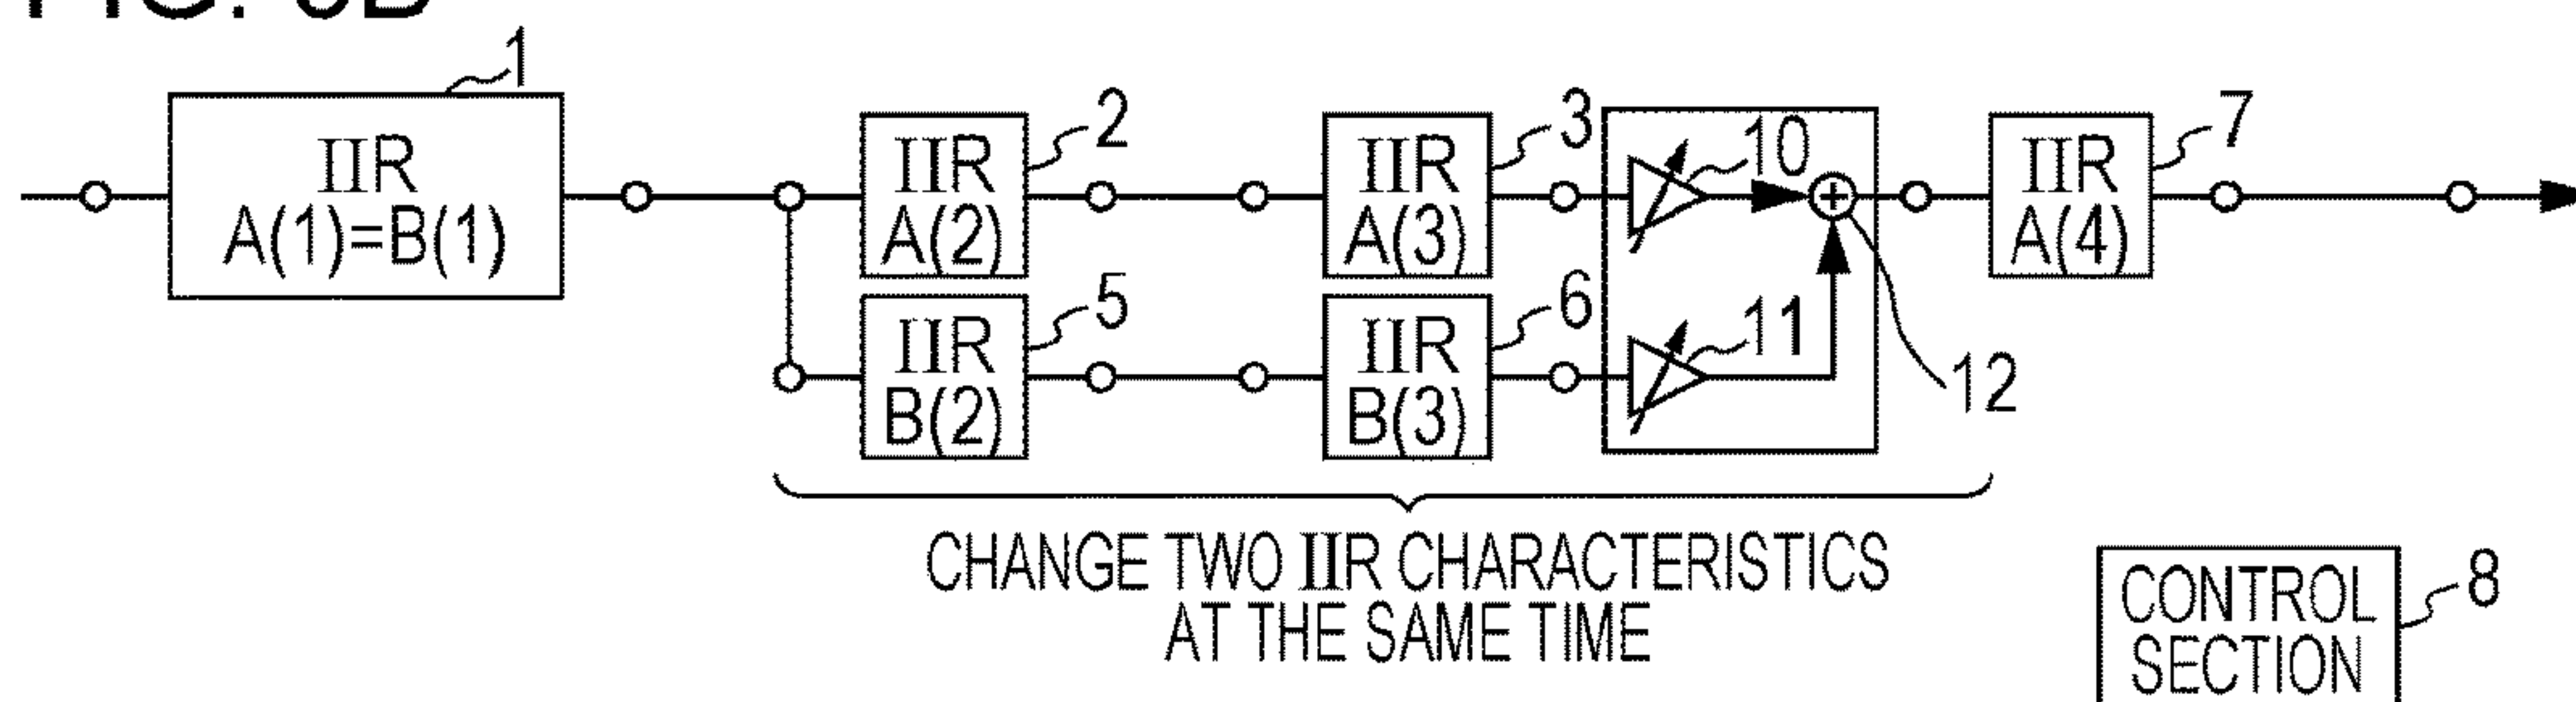 1
IIR
A(1)=B(1)
2
IIR
A(2)
3
IIR
A(3)
10
7
IIR
A(4)
5
IIR
B(2)
6
IIR
B(3)
11
12
CHANGE TWO IIR CHARACTERISTICS
AT THE SAME TIME
CONTROL
SECTION
8